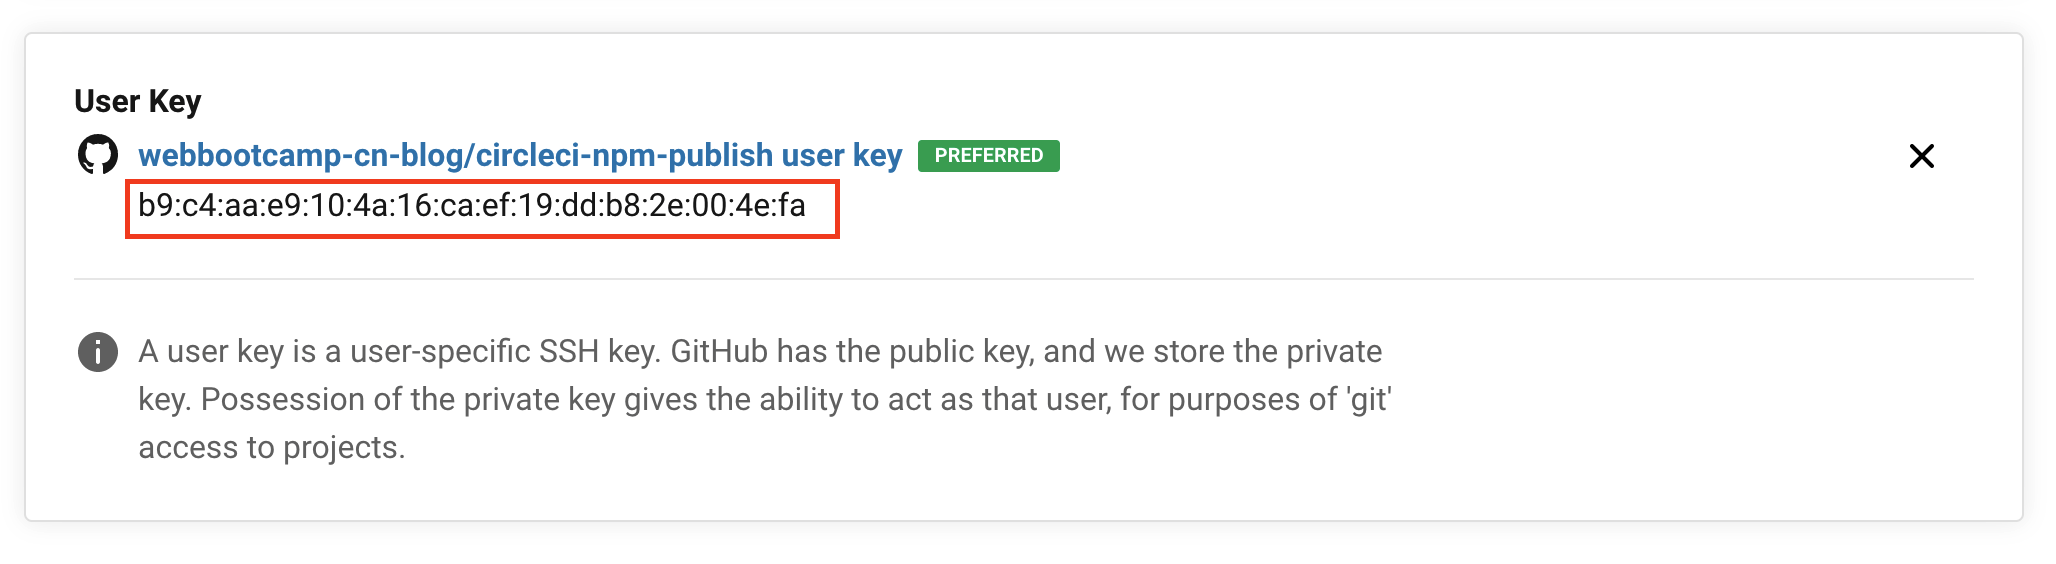 User Key
webbootcamp-cn-blog/circleci-npm-publish user key PREFERRED
b9:c4:aa:e9:10:4a:16:ca:ef:19:dd:b8:2e:00:4e:fa
A user key is a user-specific SSH key. GitHub has the public key, and we store the private
key. Possession of the private key gives the ability to act as that user, for purposes of 'git'
access to projects.